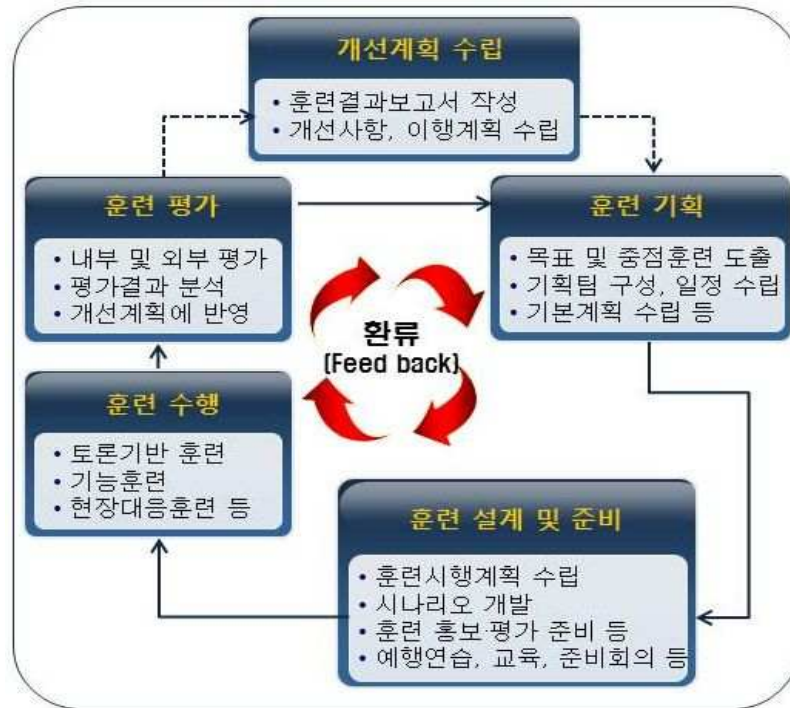 개선계획 수립
• 훈련결과보고서 작성
• 개선사항, 이행계획 수립
훈련 평가
• 내부 및 외부 평가
• 평가결과 분석
• 개선계획에 반영
훈련 기획
• 목표 및 중점훈련 도출
• 기획팀 구성, 일정 수립
• 기본계획 수립 등
환류
(Feed back)
훈련 수행
• 토론기반 훈련
• 기능훈련
• 현장대응훈련 등
훈련 설계 및 준비
• 훈련시행계획 수립
• 시나리오 개발
• 훈련 홍보·평가 준비 등
• 예행연습, 교육, 준비회의 등